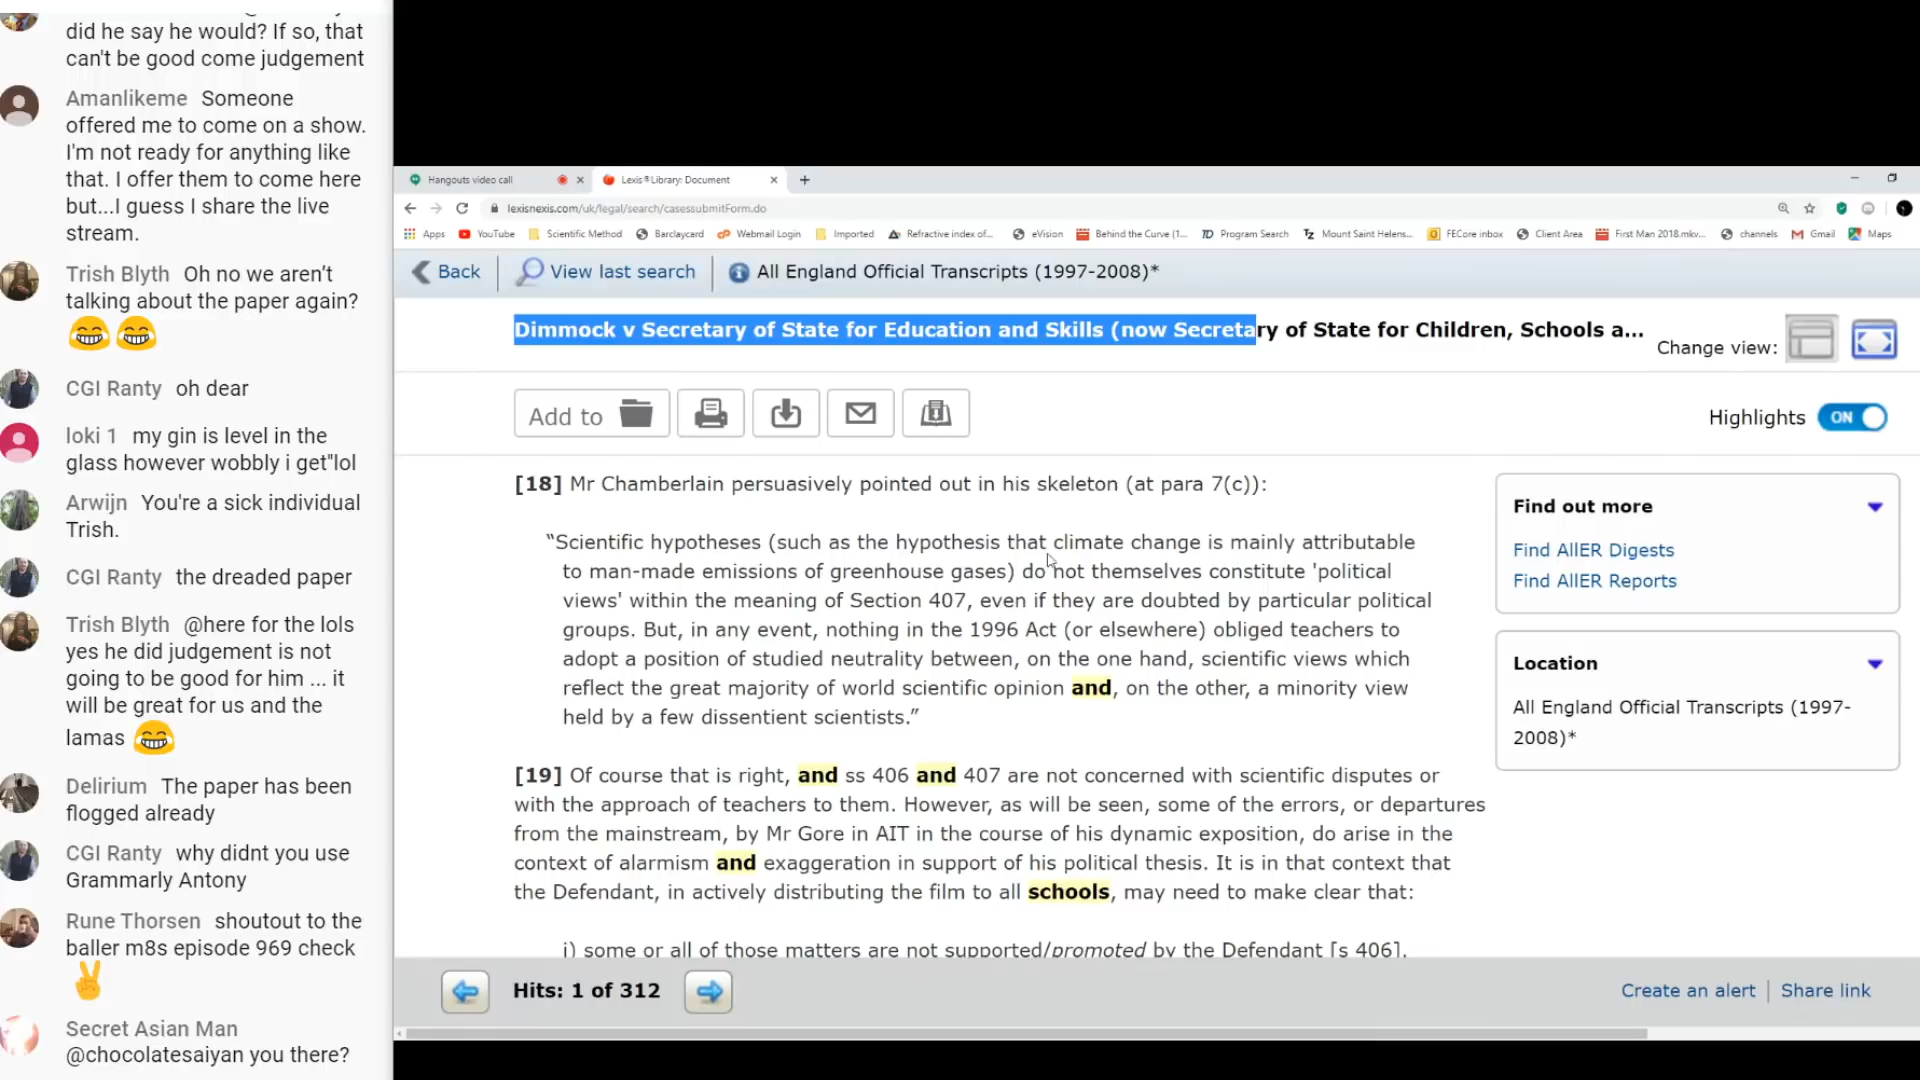 did he say he would? If so, that
can't be good come judgement
Amanlikeme Someone
offered me to come on a show.
I'm not ready for anything like
that. I offer them to come here
but...I guess I share the live
stream.
Trish Blyth Oh no we aren't
talking about the paper again?
CGI Ranty oh dear
loki 1 my gin is level in the
glass however wobbly i get"lol
Arwijn You're a sick individual
Trish.
CGI Ranty the dreaded paper
Trish Blyth @here for the lols
yes he did judgement is not
going to be good for him ... it
will be great for us and the
lamas
Delirium The paper has been
flogged already
CGI Ranty why didnt you use
Grammarly Antony
Rune Thorsen shoutout to the
baller m8s episode 969 check
Secret Asian Man
@chocolatesaiyan you there?
Hangouts video call
Lexis®Library: Document
lexisnexis.com/uk/legal/search/casessubmitForm.do
Apps YouTube Scientific Method Barclaycard Webmail Login Imported Refractive index of... eVision Behind the Curve (1... Program Search Mount Saint Helens... FECore inbox Client Area First Man 2018.mkv... channels Gmail Maps
Back View last search All England Official Transcripts (1997-2008)*
Dimmock v Secretary of State for Education and Skills (now Secretary of State for Children, Schools a...
Change view:
Add to
Highlights ON
[18] Mr Chamberlain persuasively pointed out in his skeleton (at para 7(c)):
“Scientific hypotheses (such as the hypothesis that climate change is mainly attributable
to man-made emissions of greenhouse gases) do not themselves constitute 'political
views' within the meaning of Section 407, even if they are doubted by particular political
groups. But, in any event, nothing in the 1996 Act (or elsewhere) obliged teachers to
adopt a position of studied neutrality between, on the one hand, scientific views which
reflect the great majority of world scientific opinion and, on the other, a minority view
held by a few dissentient scientists.”
[19] Of course that is right, and ss 406 and 407 are not concerned with scientific disputes or
with the approach of teachers to them. However, as will be seen, some of the errors, or departures
from the mainstream, by Mr Gore in AIT in the course of his dynamic exposition, do arise in the
context of alarmism and exaggeration in support of his political thesis. It is in that context that
the Defendant, in actively distributing the film to all schools, may need to make clear that:
i) some or all of those matters are not supported/promoted by the Defendant [s 406].
Find out more
Find AllER Digests
Find AllER Reports
Location
All England Official Transcripts (1997-
2008)*
Hits: 1 of 312
Create an alert Share link